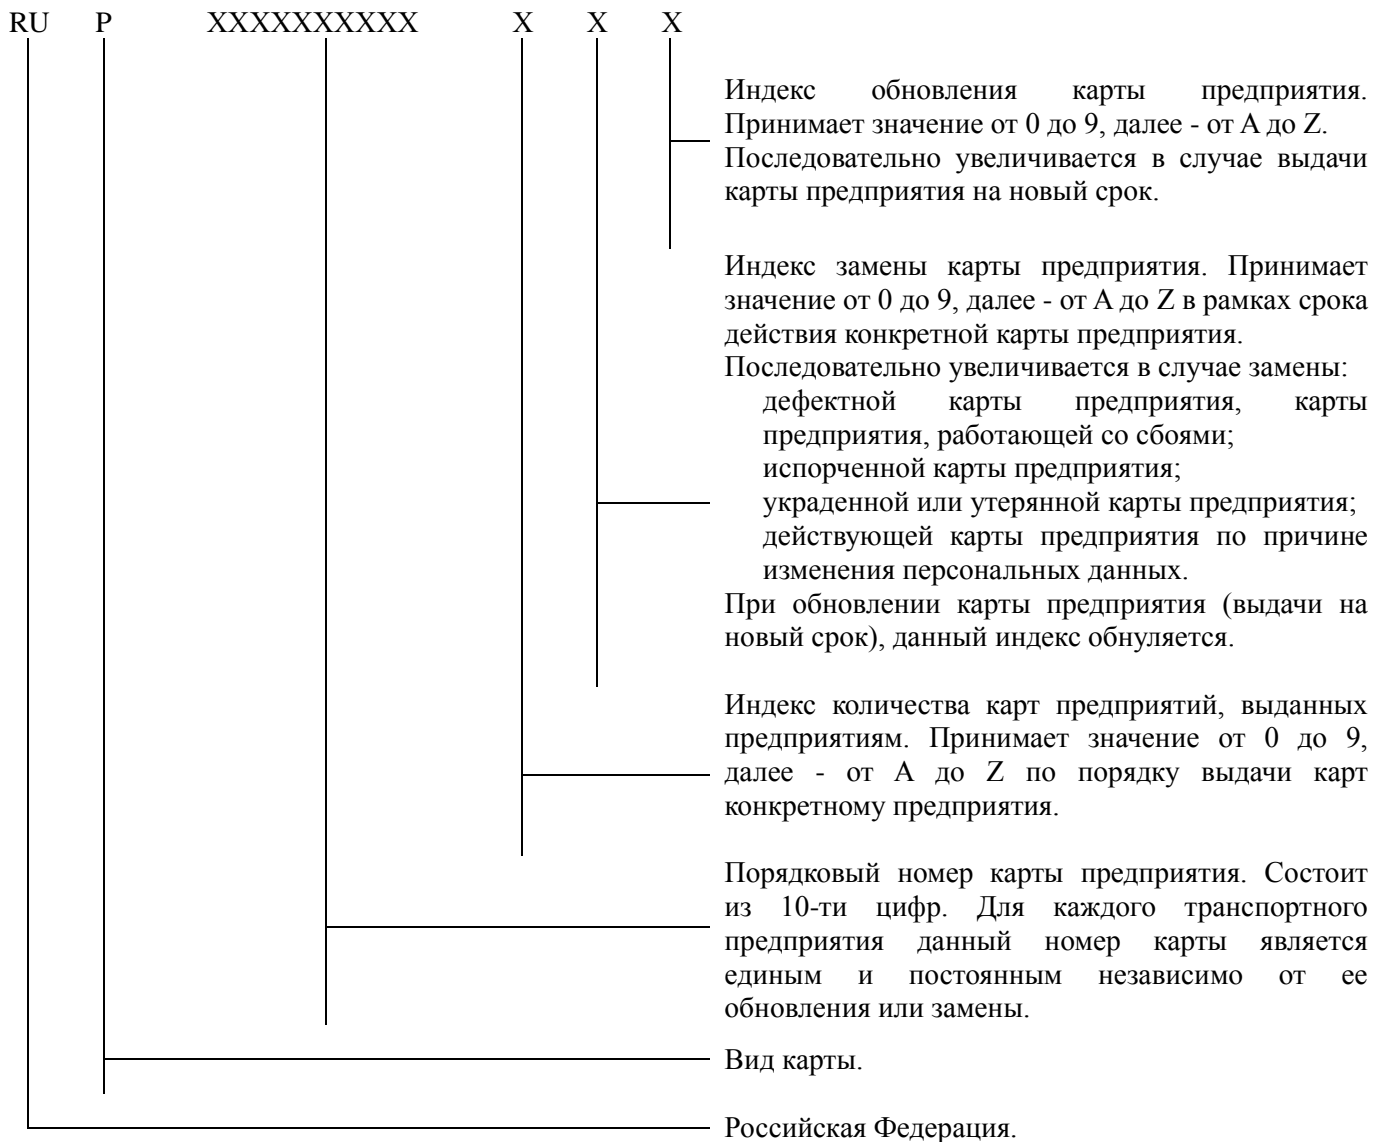 RU P XXXXXXXXXX X X X
Индекс обновления карты предприятия.
Принимает значение от 0 до 9, далее - от A до Z.
Последовательно увеличивается в случае выдачи
карты предприятия на новый срок.
Индекс замены карты предприятия. Принимает
значение от 0 до 9, далее - от A до Z в рамках срока
действия конкретной карты предприятия.
Последовательно увеличивается в случае замены:
дефектной карты предприятия, карты
предприятия, работающей со сбоями;
испорченной карты предприятия;
украденной или утерянной карты предприятия;
действующей карты предприятия по причине
изменения персональных данных.
При обновлении карты предприятия (выдачи на
новый срок), данный индекс обнуляется.
Индекс количества карт предприятий, выданных
предприятиям. Принимает значение от 0 до 9,
далее - от A до Z по порядку выдачи карт
конкретному предприятия.
Порядковый номер карты предприятия. Состоит
из 10-ти цифр. Для каждого транспортного
предприятия данный номер карты является
единым и постоянным независимо от ее
обновления или замены.
Вид карты.
Российская Федерация.